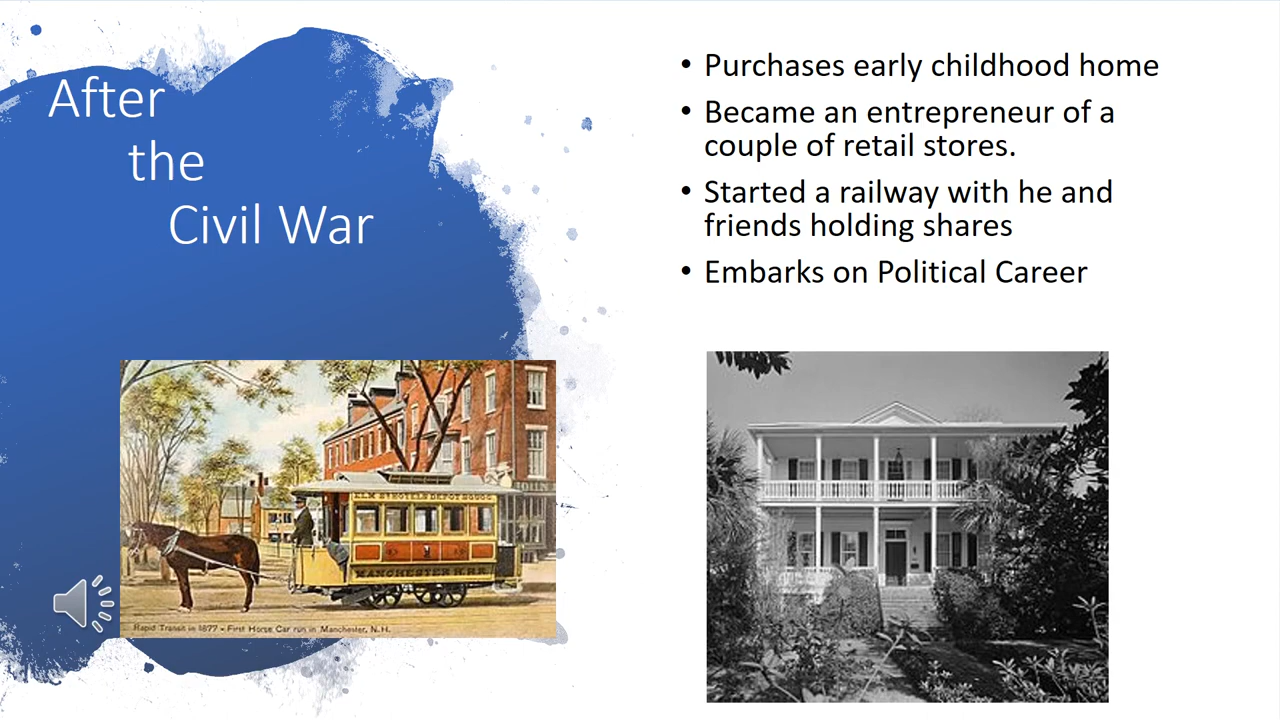 After
the
Civil War
• Purchases early childhood home
• Became an entrepreneur of a
couple of retail stores.
• Started a railway with he and
friends holding shares
• Embarks on Political Career
MANCHESTER
Rapid Transit in 1877 - First Horse Car run in Manchester, N.H.